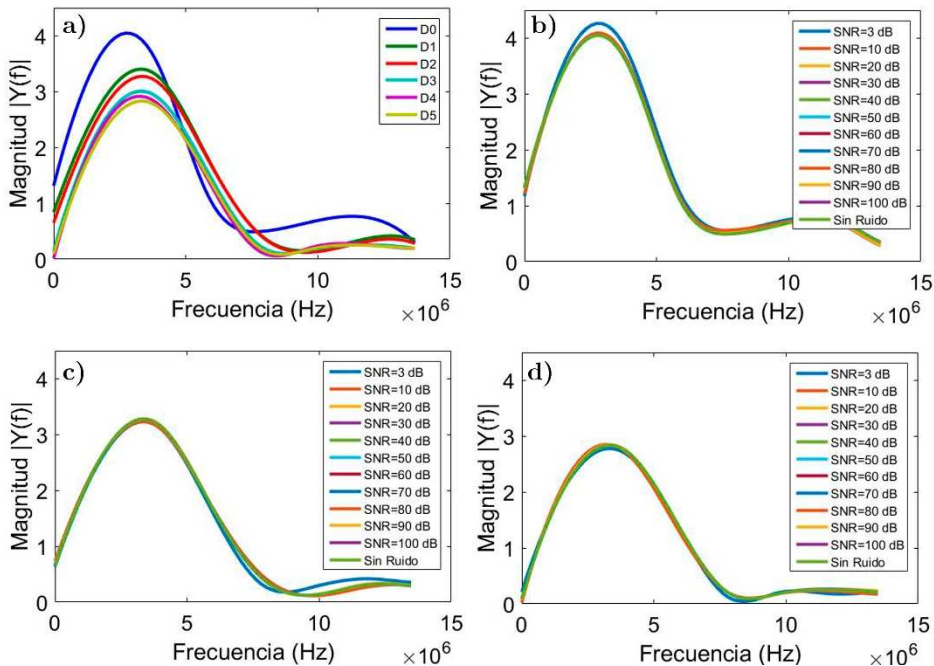 a)
Magnitud |Y(f)|
4
3
2
1
0
0
5
10
15
Frecuencia (Hz)
×10⁶
D0
D1
D2
D3
D4
D5
b)
Magnitud |Y(f)|
4
3
2
1
0
0
5
10
15
Frecuencia (Hz)
×10⁶
SNR=3 dB
SNR=10 dB
SNR=20 dB
SNR=30 dB
SNR=40 dB
SNR=50 dB
SNR=60 dB
SNR=70 dB
SNR=80 dB
SNR=90 dB
SNR=100 dB
Sin Ruido
c)
Magnitud |Y(f)|
4
3
2
1
0
0
5
10
15
Frecuencia (Hz)
×10⁶
SNR=3 dB
SNR=10 dB
SNR=20 dB
SNR=30 dB
SNR=40 dB
SNR=50 dB
SNR=60 dB
SNR=70 dB
SNR=80 dB
SNR=90 dB
SNR=100 dB
Sin Ruido
d)
Magnitud |Y(f)|
4
3
2
1
0
0
5
10
15
Frecuencia (Hz)
×10⁶
SNR=3 dB
SNR=10 dB
SNR=20 dB
SNR=30 dB
SNR=40 dB
SNR=50 dB
SNR=60 dB
SNR=70 dB
SNR=80 dB
SNR=90 dB
SNR=100 dB
Sin Ruido